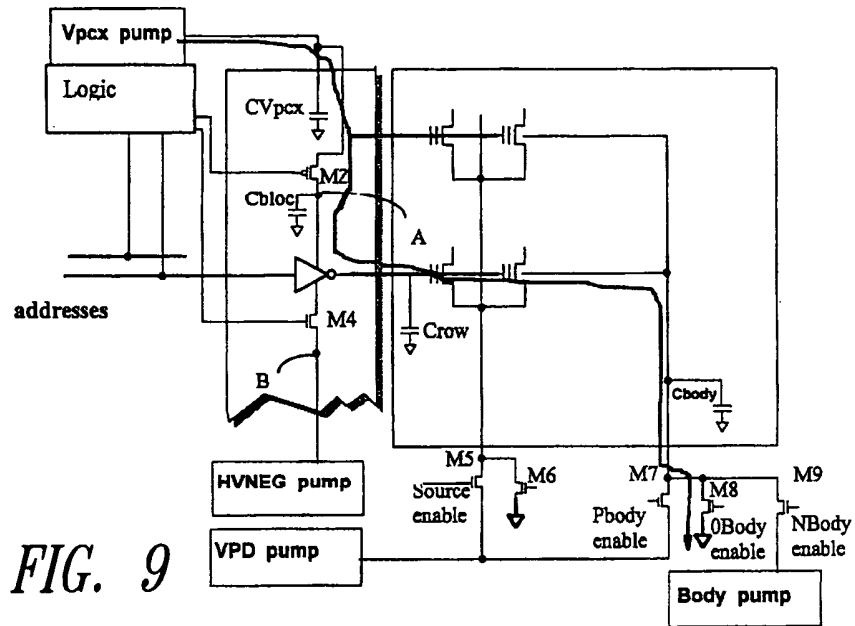 Vpcx pump
Logic
CVpcx
M2
Cbloc
A
addresses
M4
Crow
B
Cbody
HVNEG pump
M5
M6
M7
M8
M9
Source
enable
Pbody
enable
0Body
enable
NBody
enable
VPD pump
Body pump
FIG. 9